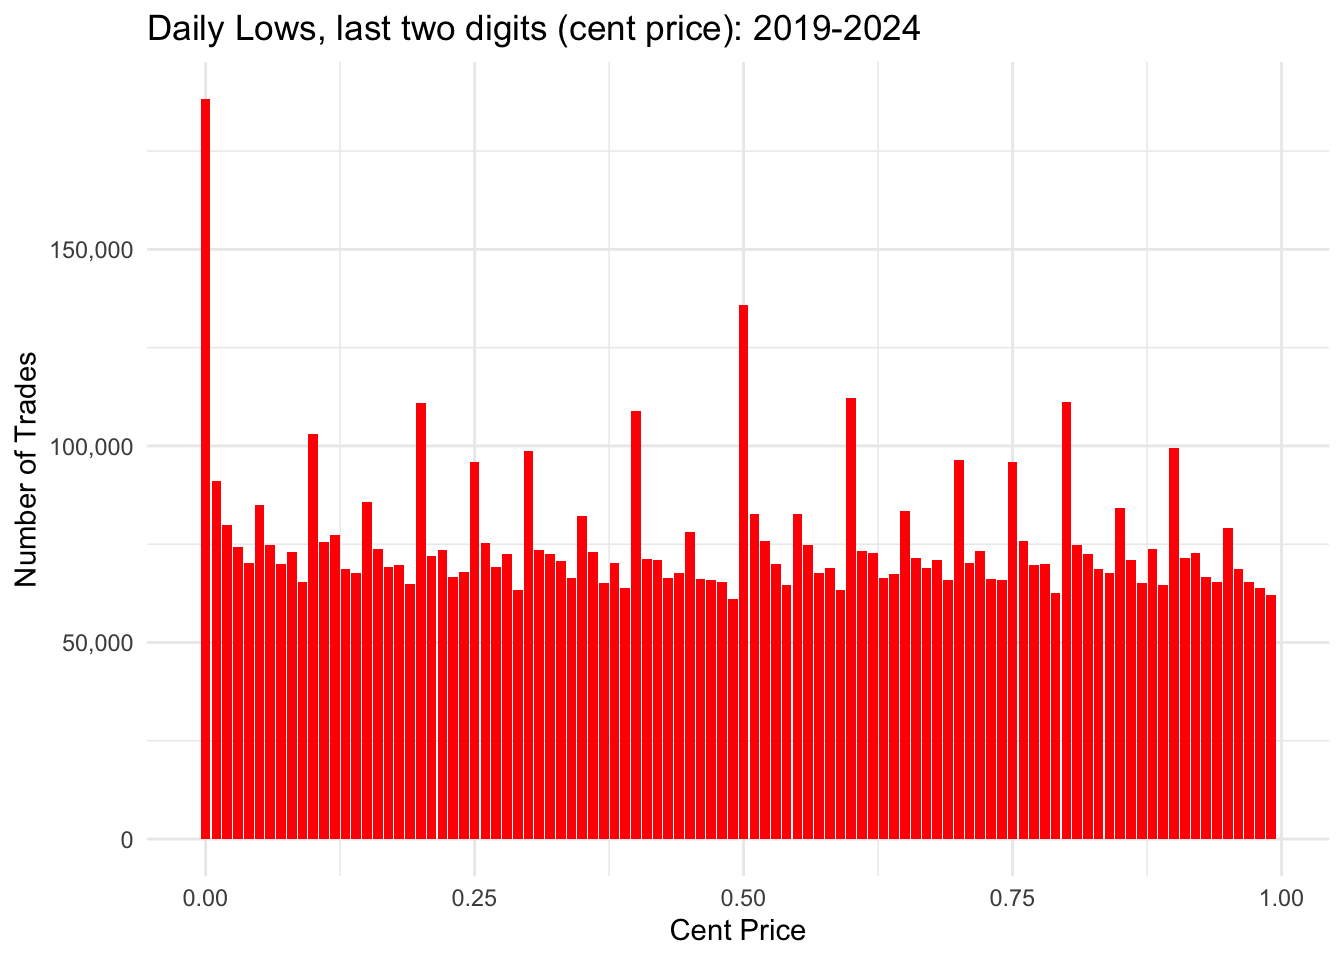 Daily Lows, last two digits (cent price): 2019-2024
Number of Trades
150,000
100,000
50,000
0
0.00 0.25 0.50 0.75 1.00
Cent Price